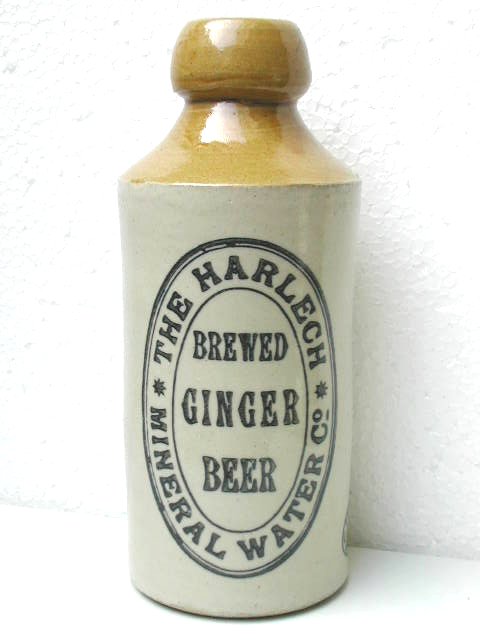 THE HARLECH
BREWED
GINGER
BEER
MINERAL WATER Co.